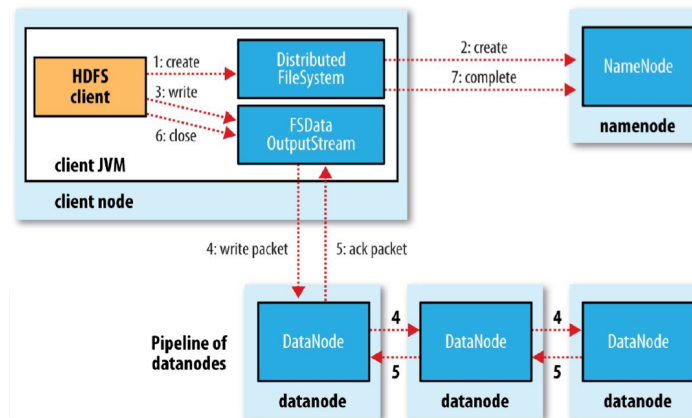 HDFS
client
1: create
3: write
6: close
Distributed
FileSystem
FSData
OutputStream
client JVM
client node
2: create
7: complete
NameNode
namenode
4: write packet
5: ack packet
Pipeline of
datanodes
DataNode
4
5
DataNode
4
5
DataNode
datanode
datanode
datanode